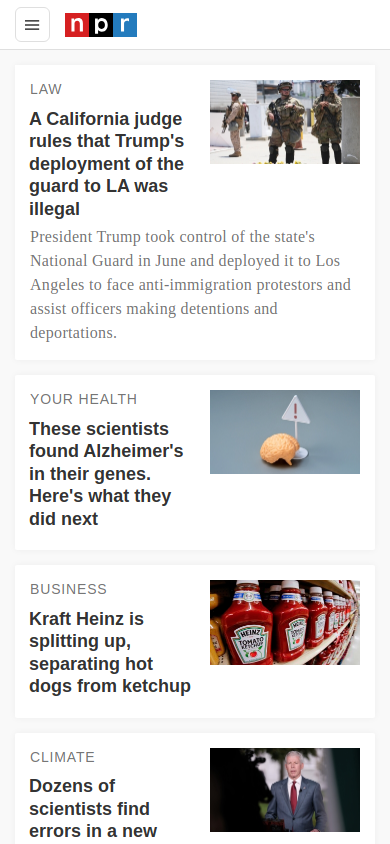 npr
LAW
A California judge
rules that Trump's
deployment of the
guard to LA was
illegal
President Trump took control of the state's
National Guard in June and deployed it to Los
Angeles to face anti-immigration protestors and
assist officers making detentions and
deportations.
YOUR HEALTH
These scientists
found Alzheimer's
in their genes.
Here's what they
did next
BUSINESS
Kraft Heinz is
splitting up,
separating hot
dogs from ketchup
HEINZ
TOMATO
KETCHUP
CLIMATE
Dozens of
scientists find
errors in a new